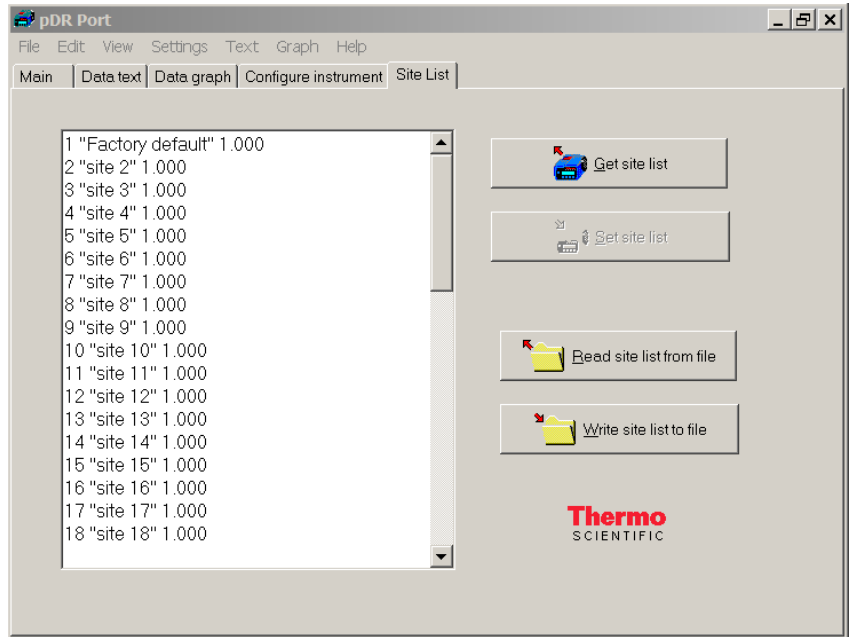 pDR Port
File Edit View Settings Text Graph Help
Main Data text Data graph Configure instrument Site List
1 "Factory default" 1.000
2 "site 2" 1.000
3 "site 3" 1.000
4 "site 4" 1.000
5 "site 5" 1.000
6 "site 6" 1.000
7 "site 7" 1.000
8 "site 8" 1.000
9 "site 9" 1.000
10 "site 10" 1.000
11 "site 11" 1.000
12 "site 12" 1.000
13 "site 13" 1.000
14 "site 14" 1.000
15 "site 15" 1.000
16 "site 16" 1.000
17 "site 17" 1.000
18 "site 18" 1.000
Get site list
Set site list
Read site list from file
Write site list to file
Thermo
SCIENTIFIC